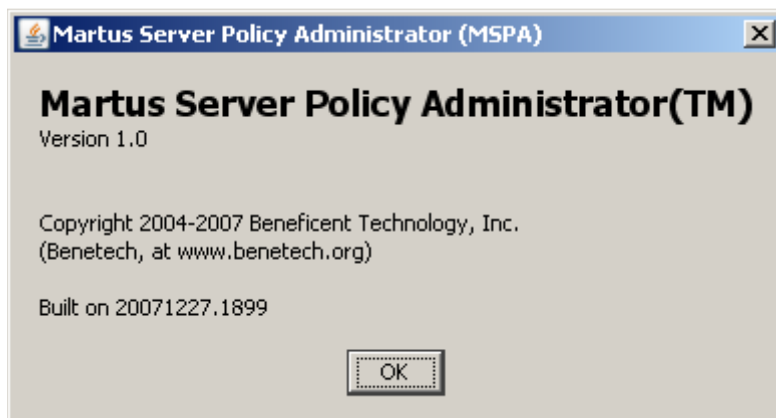 Martus Server Policy Administrator (MSPA)
Martus Server Policy Administrator(TM)
Version 1.0
Copyright 2004-2007 Beneficent Technology, Inc.
(Benetech, at www.benetech.org)
Built on 20071227.1899
OK